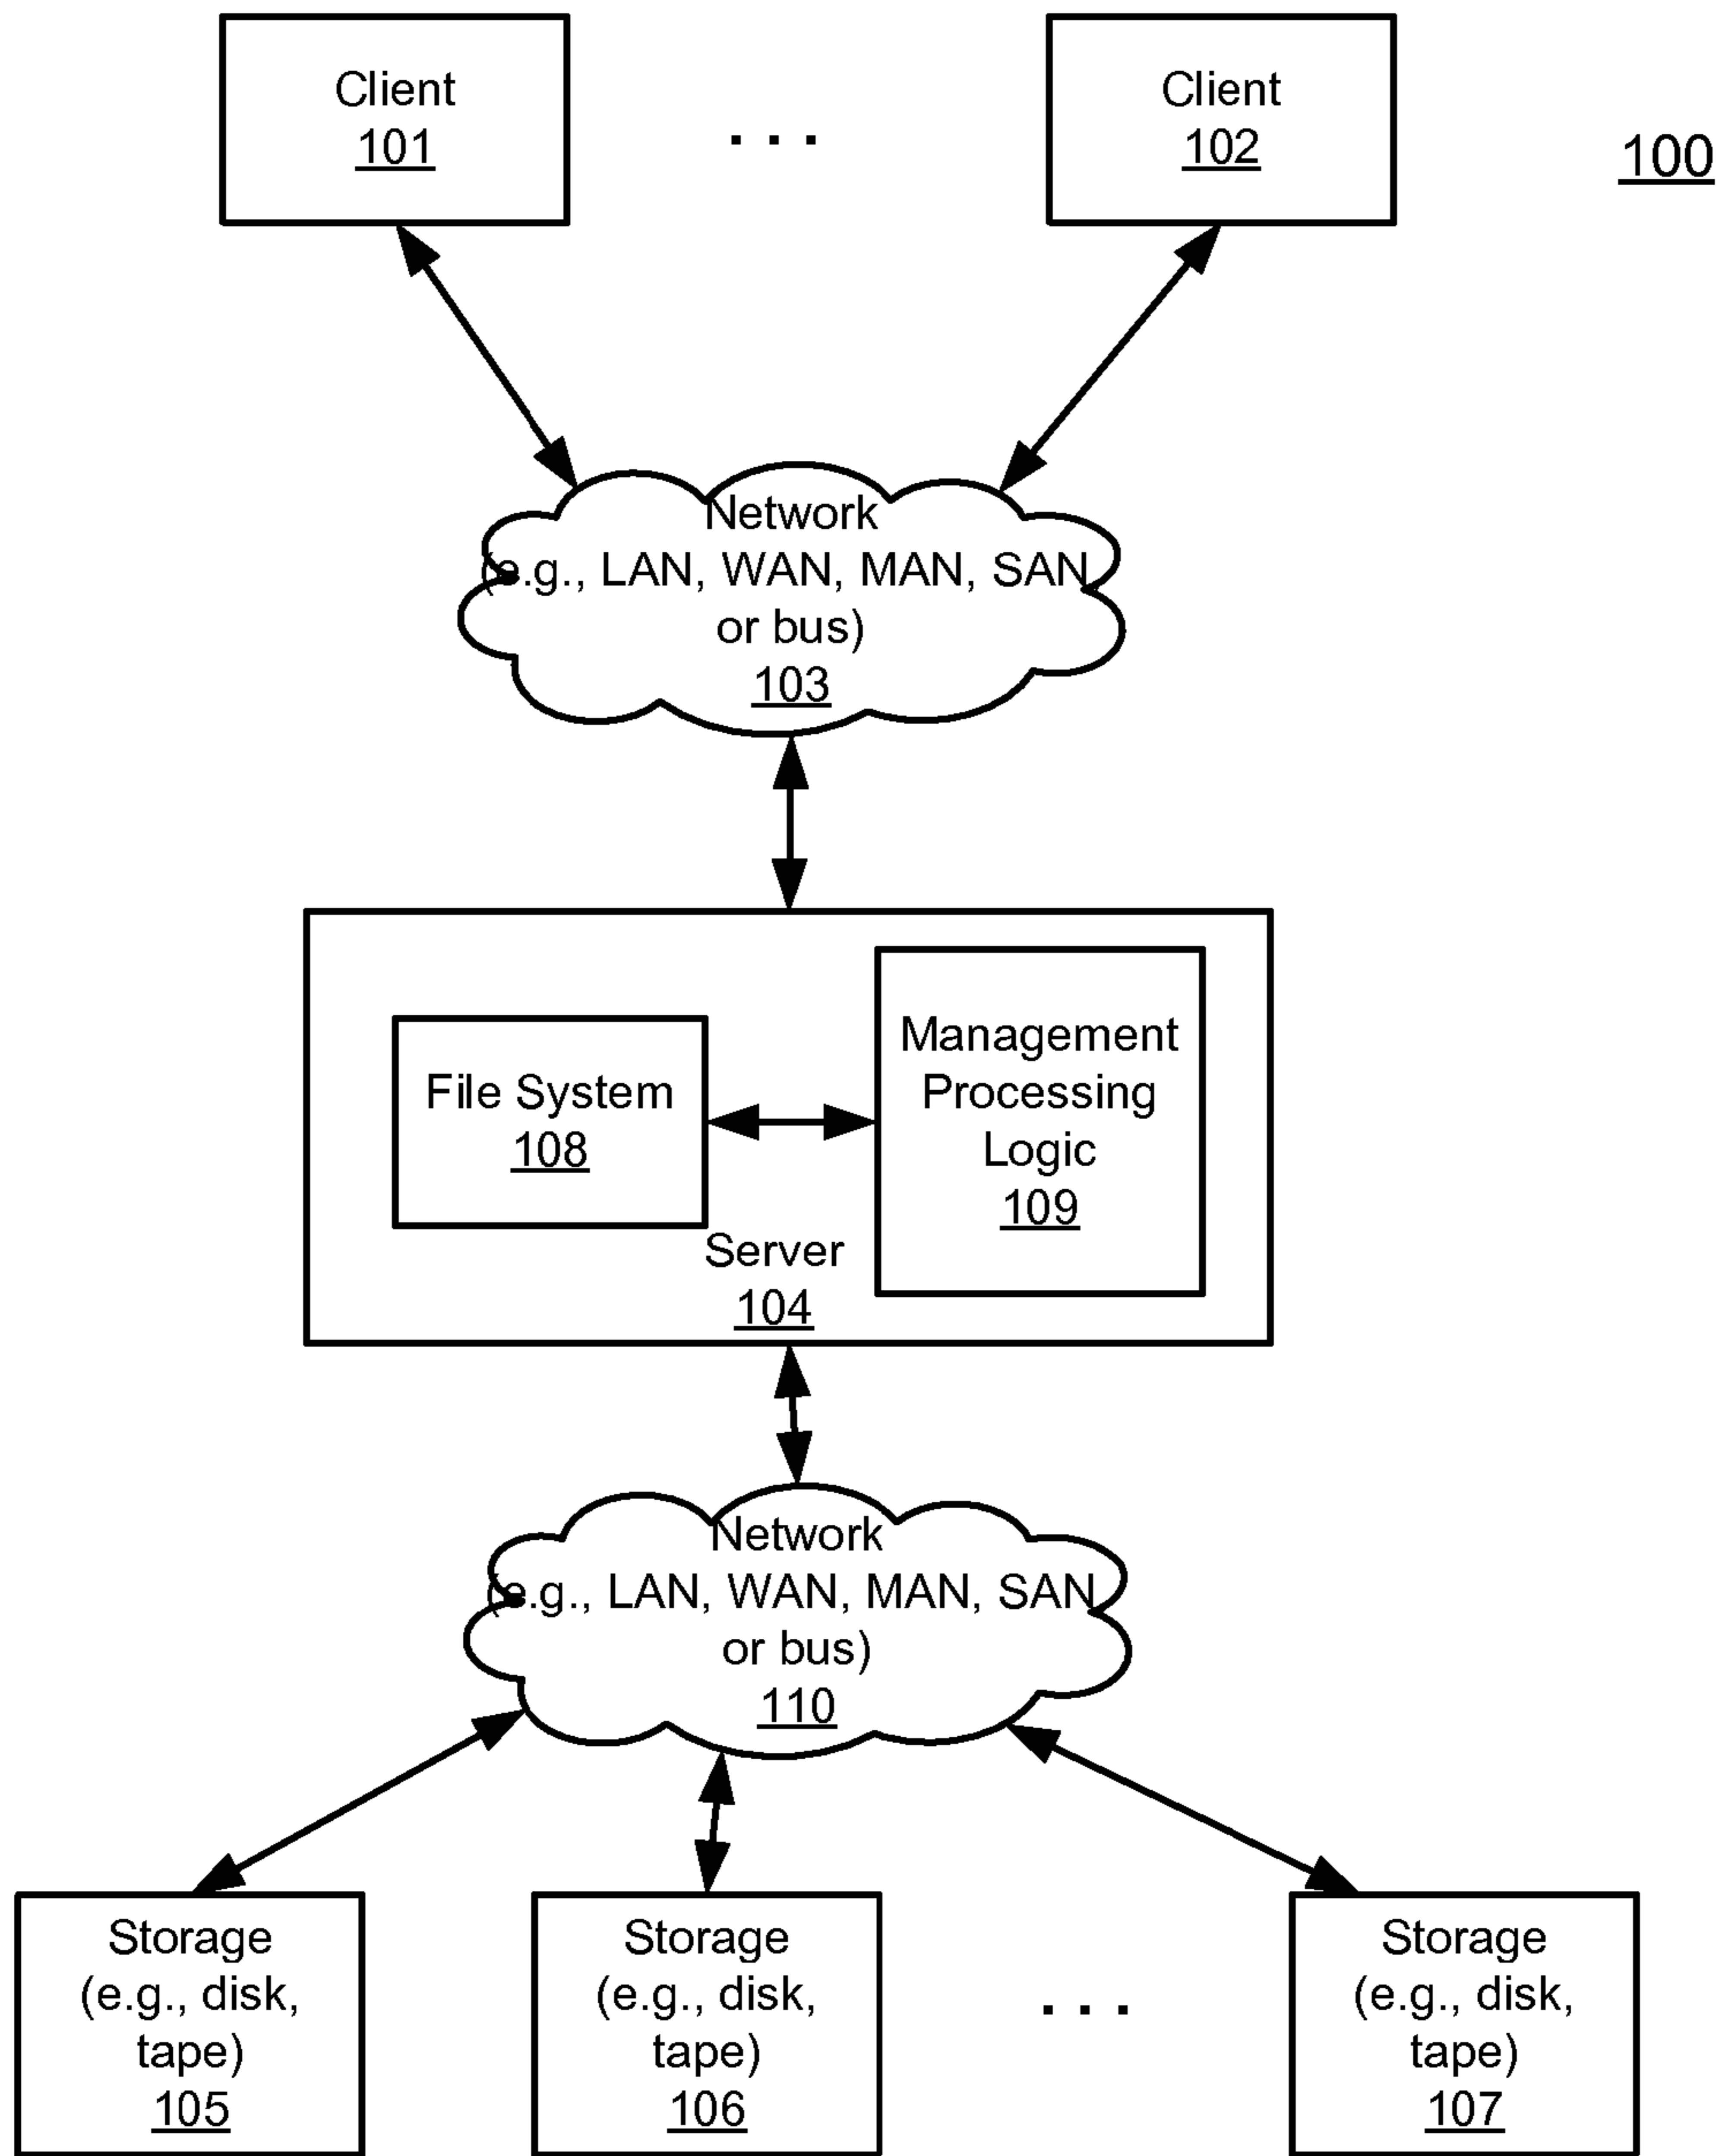 Client
101
. . .
Client
102
100
Network
(e.g., LAN, WAN, MAN, SAN
or bus)
103
File System
108
Management
Processing
Logic
109
Server
104
Network
(e.g., LAN, WAN, MAN, SAN
or bus)
110
Storage
(e.g., disk,
tape)
105
Storage
(e.g., disk,
tape)
106
. . .
Storage
(e.g., disk,
tape)
107